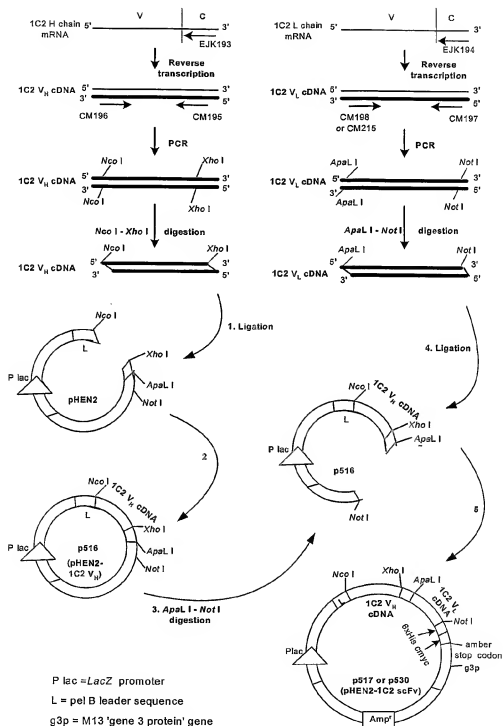 V C
1C2 H chain mRNA 3'
EJK193
Reverse transcription
1C2 VH cDNA 5' 3'
3' 5'
CM196 CM195
PCR
Nco I Xho I
1C2 VH cDNA 5' 3'
3' 5'
Nco I Xho I
Nco I - Xho I digestion
Nco I Xho I
1C2 VH cDNA 5' 3'
3' 5'
1. Ligation
Nco I
L
Xho I
P lac
pHEN2
ApaL I
Not I
2
Nco I 1C2 VH cDNA
L
Xho I
P lac
p516
(pHEN2-
1C2 VH)
ApaL I
Not I
3. ApaL I - Not I
digestion
P lac =LacZ promoter
L = pel B leader sequence
g3p = M13 'gene 3 protein' gene
V C
1C2 L chain mRNA 3'
EJK194
Reverse transcription
1C2 VL cDNA 5' 3'
3' 5'
CM198 or CM215 CM197
PCR
ApaL I Not I
1C2 VL cDNA 5' 3'
3' 5'
ApaL I Not I
ApaL I - Not I digestion
ApaL I Not I
1C2 VL cDNA 5' 3'
3' 5'
4. Ligation
Nco I 1C2 VH cDNA
L
Xho I
ApaL I
P lac
p516
Not I
5
Nco I Xho I ApaL I
1C2 VH cDNA
1C2 VL cDNA
L
Not I
6xHis cmyc
amber
stop codon
g3p
Plac
p517 or p530
(pHEN2-1C2 scFv)
Ampr